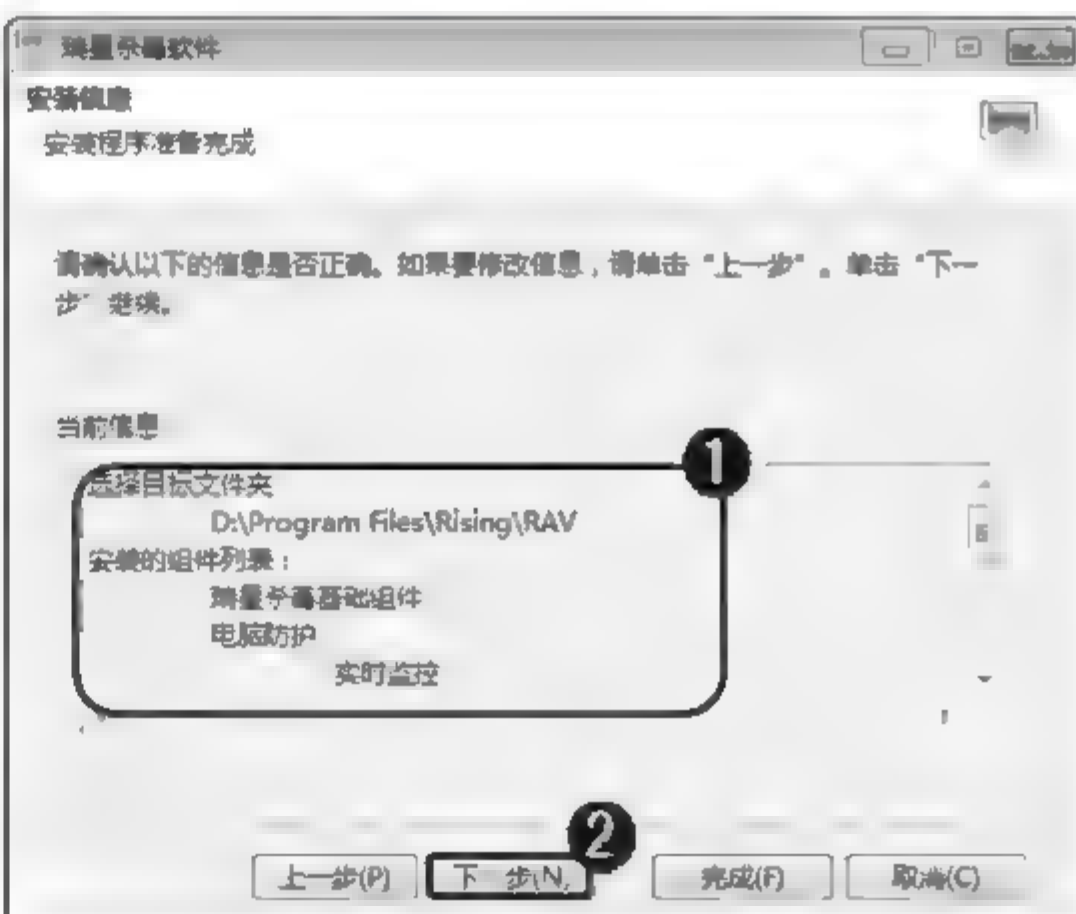 瑞星杀毒软件
安装信息
安装程序准备完成
请确认以下的信息是否正确。如果要修改信息，请单击“上一步”。单击“下一
步”继续。
当前信息
1
选择目标文件夹
D:\Program Files\Rising\RAV
安装的组件列表：
瑞星杀毒基础组件
电脑防护
实时监控
2
上一步(P) 下一步(N) 完成(F) 取消(C)